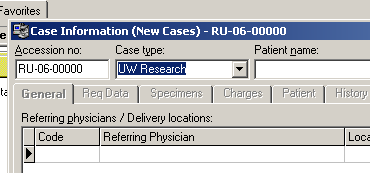 Favorites
Case Information (New Cases) - RU-06-00000
Accession no: Case type: Patient name:
RU-06-00000 UW Research
General Req Data Specimens Charges Patient History
Referring physicians / Delivery locations:
Code Referring Physician